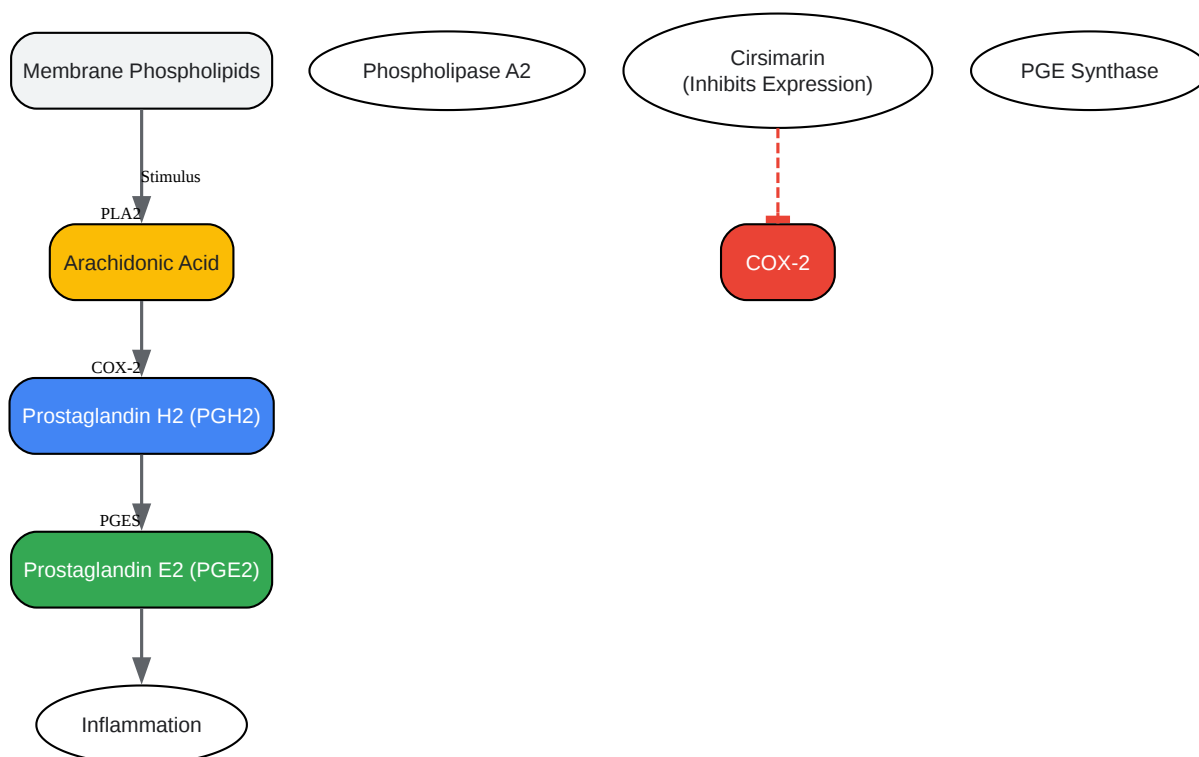 Membrane Phospholipids
Phospholipase A2
Cirsimarin
(Inhibits Expression)
PGE Synthase
Stimulus
PLA2
Arachidonic Acid
COX-2
COX-2
Prostaglandin H2 (PGH2)
PGES
Prostaglandin E2 (PGE2)
Inflammation